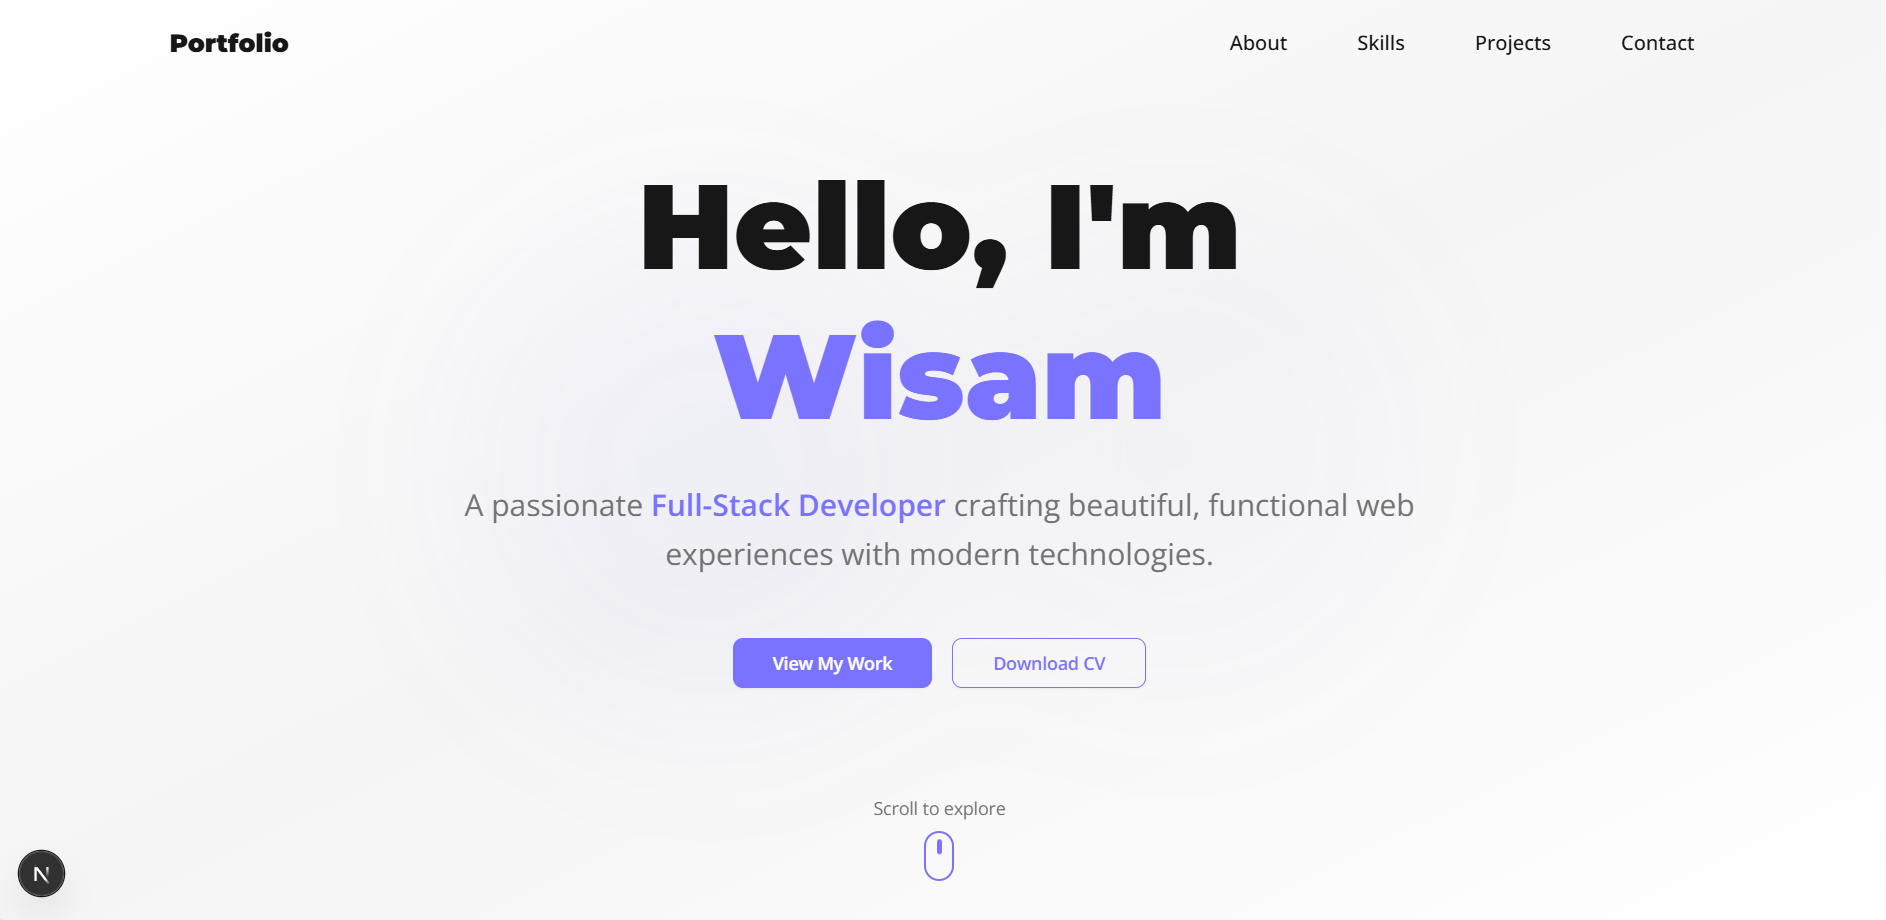 Portfolio
About
Skills
Projects
Contact
Hello, I'm
Wisam
A passionate Full-Stack Developer crafting beautiful, functional web
experiences with modern technologies.
View My Work
Download CV
Scroll to explore
N